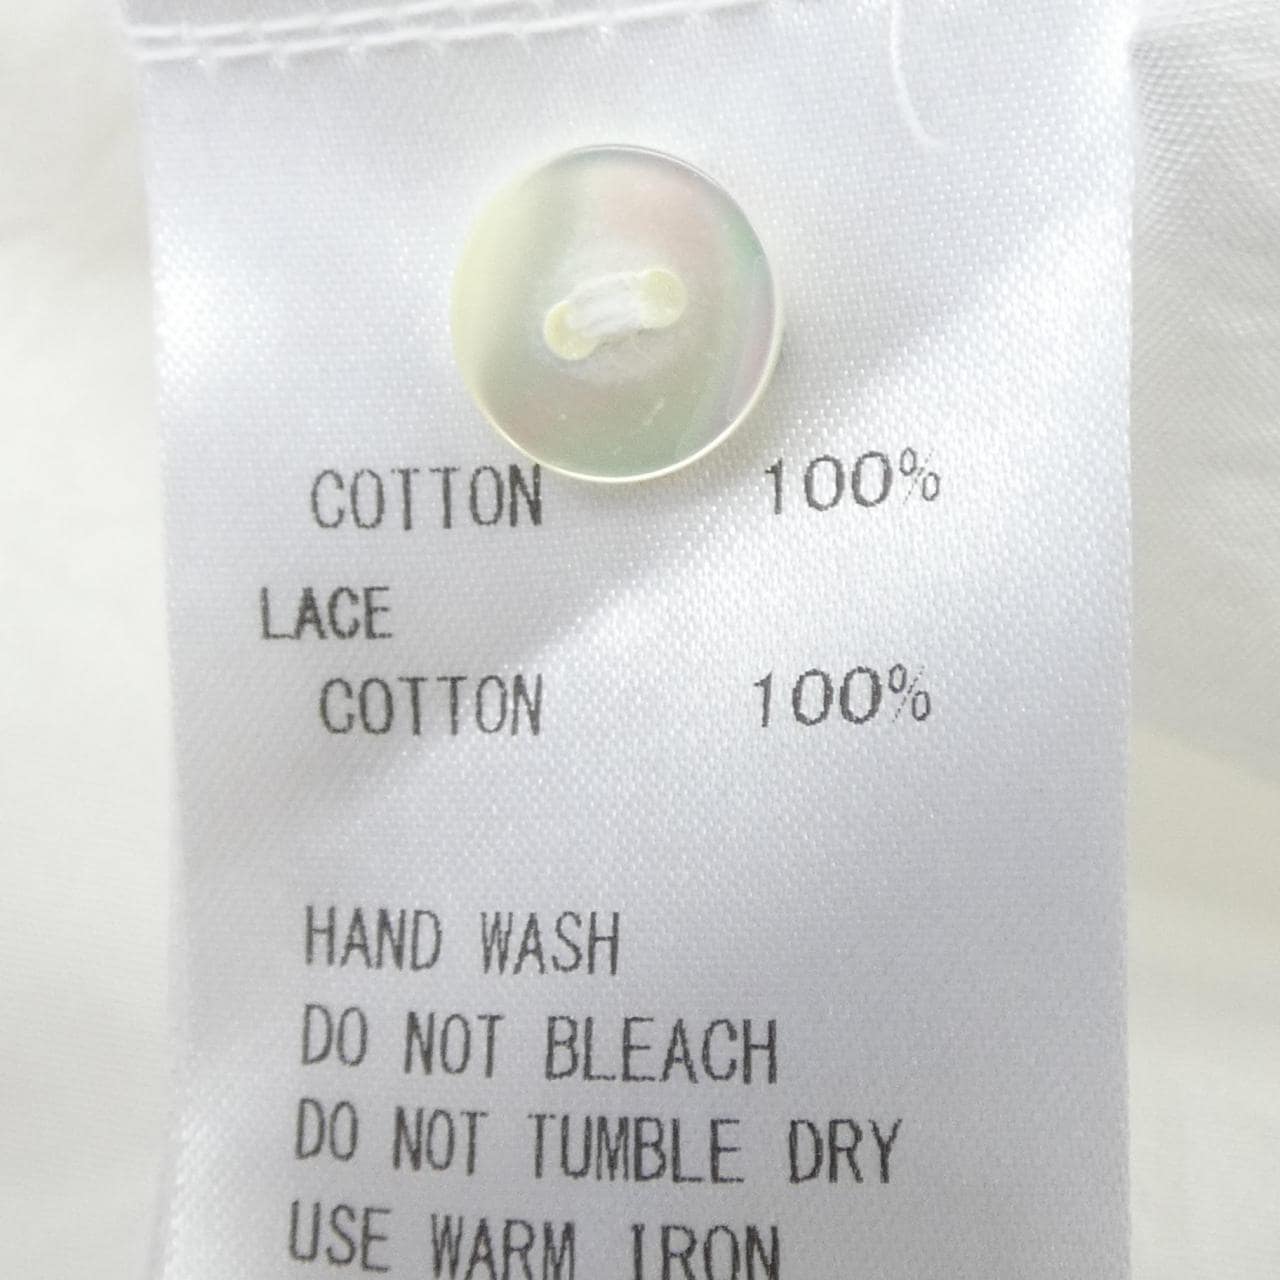 COTTON 100%
LACE
COTTON 100%
HAND WASH
DO NOT BLEACH
DO NOT TUMBLE DRY
USE WARM IRON